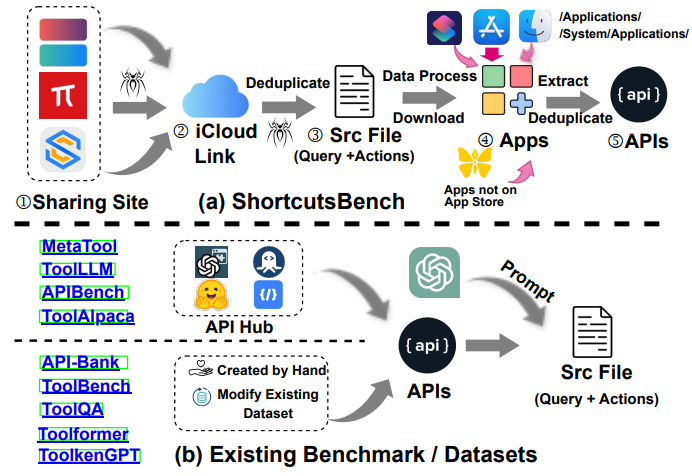 /Applications/
/System/Applications/
Deduplicate
Data Process
Extract
π
{api}
② iCloud
Link
③ Src File
(Query +Actions)
Download
④ Apps
Deduplicate
⑤APIs
Apps not on
App Store
①Sharing Site
(a) ShortcutsBench
MetaTool
ToolLLM
APIBench
ToolAlpaca
API Hub
Prompt
{api}
API-Bank
ToolBench
ToolQA
Toolformer
ToolkenGPT
Created by Hand
Modify Existing
Dataset
APIs
Src File
(Query + Actions)
(b) Existing Benchmark / Datasets